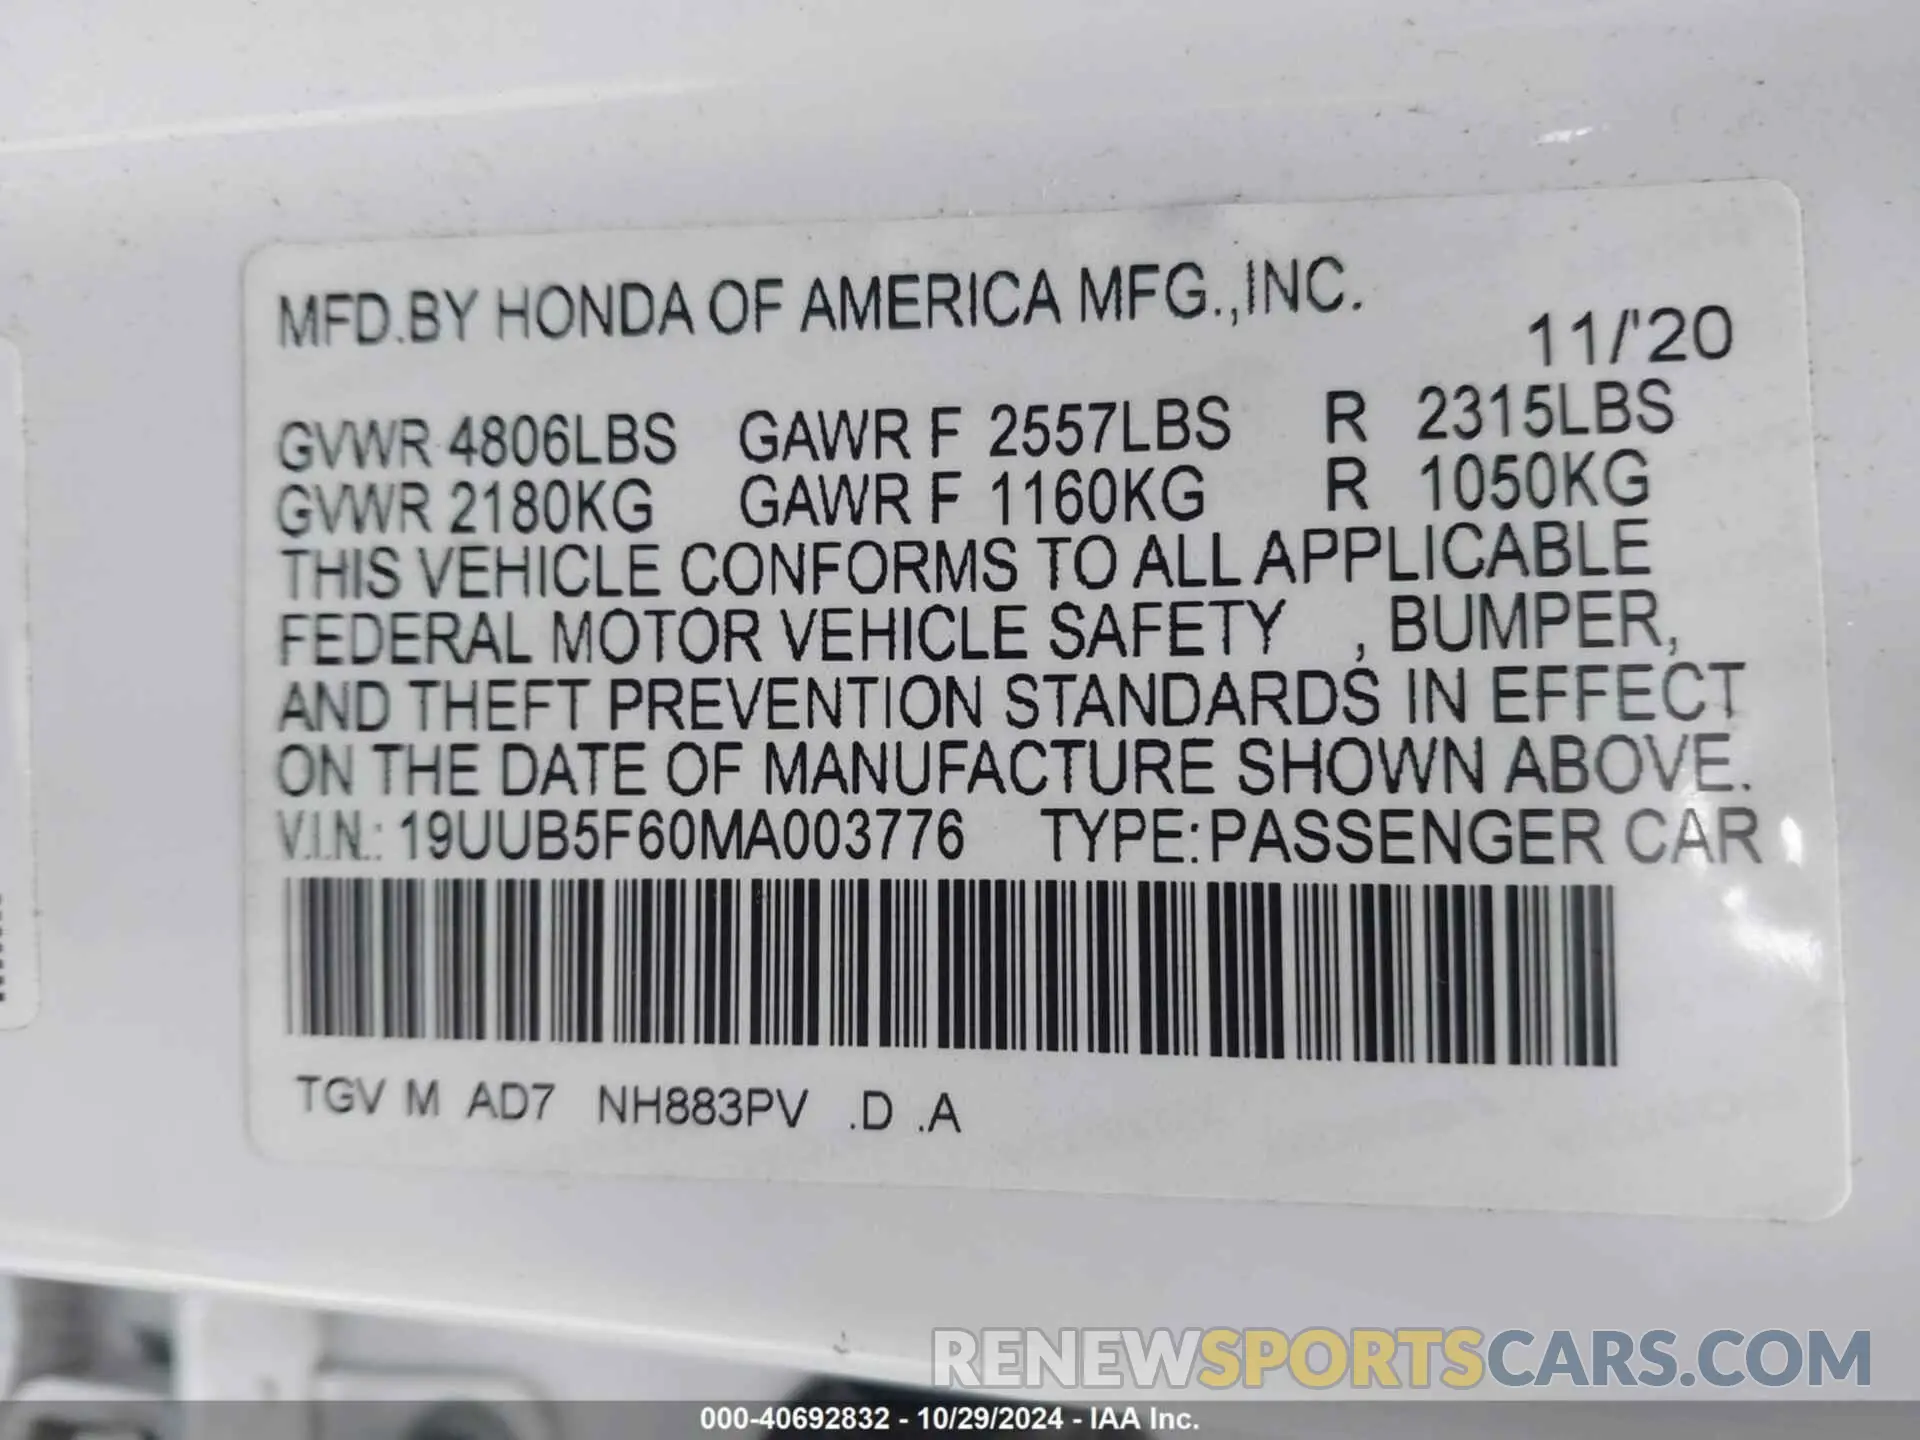 MFD.BY HONDA OF AMERICA MFG.,INC.
11/'20
GVWR 4806LBS GAWR F 2557LBS R 2315LBS
GVWR 2180KG GAWR F 1160KG R 1050KG
THIS VEHICLE CONFORMS TO ALL APPLICABLE
FEDERAL MOTOR VEHICLE SAFETY , BUMPER,
AND THEFT PREVENTION STANDARDS IN EFFECT
ON THE DATE OF MANUFACTURE SHOWN ABOVE.
V.I.N.: 19UUB5F60MA003776 TYPE:PASSENGER CAR
TGV M AD7 NH883PV .D .A
RENEWSPORTSCARS.COM
000-40692832 - 10/29/2024 - IAA Inc.